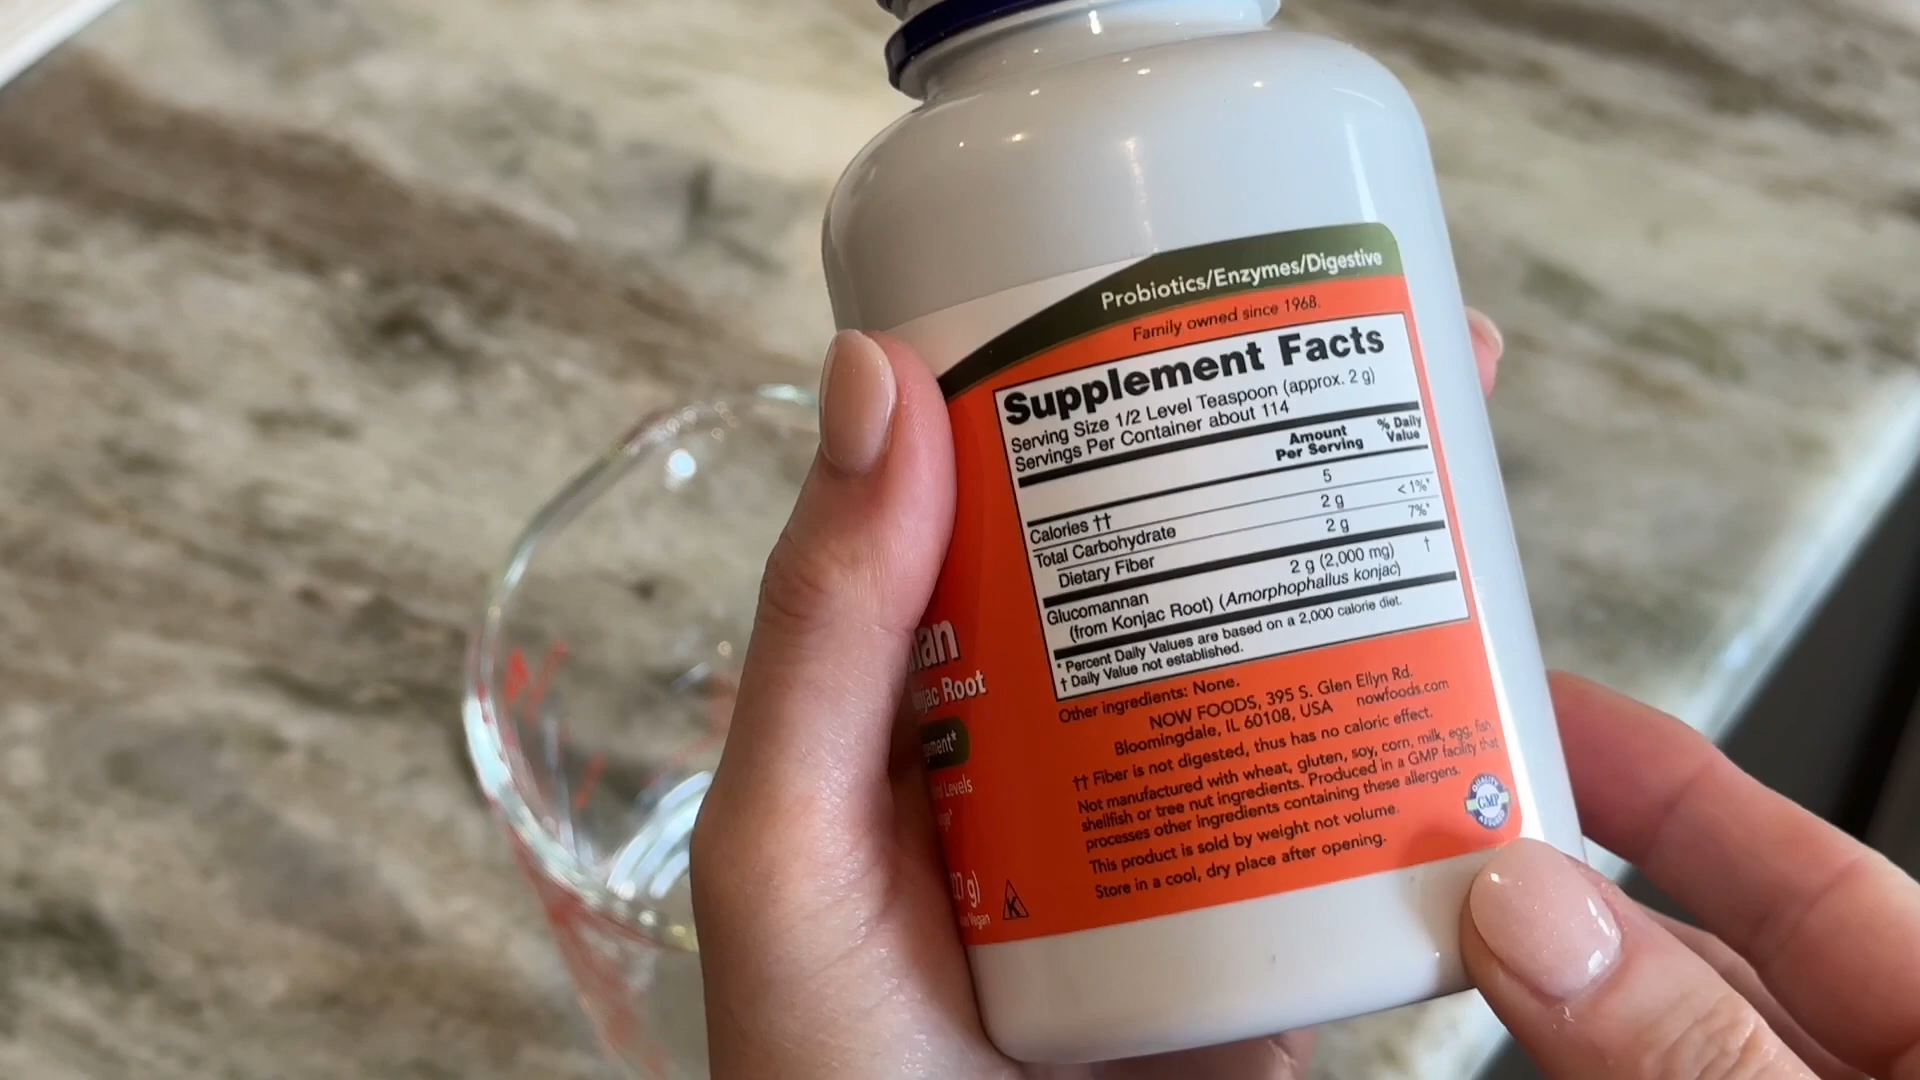 Probiotics/Enzymes/Digestive
Family owned since 1968.
Supplement Facts
Serving Size 1/2 Level Teaspoon (approx. 2 g)
Servings Per Container about 114
Amount Per Serving
% Daily Value
Calories †† 5
Total Carbohydrate 2 g <1%*
Dietary Fiber 2 g 7%*
Glucomannan 2 g (2,000 mg) †
(from Konjac Root) (Amorphophallus konjac)
* Percent Daily Values are based on a 2,000 calorie diet.
† Daily Value not established.
Other ingredients: None.
NOW FOODS, 395 S. Glen Ellyn Rd.
Bloomingdale, IL 60108, USA nowfoods.com
†† Fiber is not digested, thus has no caloric effect.
Not manufactured with wheat, gluten, soy, corn, milk, egg, fish,
shellfish or tree nut ingredients. Produced in a GMP facility that
processes other ingredients containing these allergens.
This product is sold by weight not volume.
Store in a cool, dry place after opening.
QUALITY
GMP
Root
Levels
g)
Vegan
K